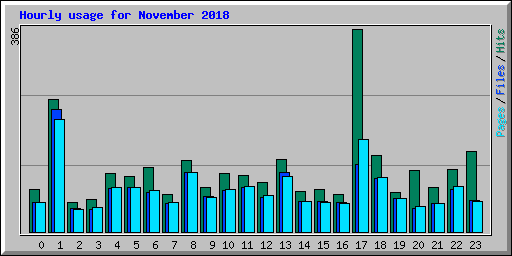 Hourly usage for November 2018
386
Pages / Files / Hits
0 1 2 3 4 5 6 7 8 9 10 11 12 13 14 15 16 17 18 19 20 21 22 23